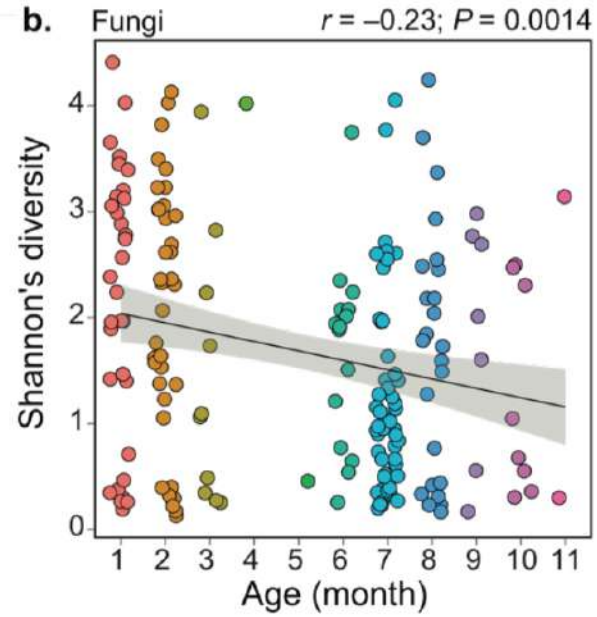 b. Fungi r = –0.23; P = 0.0014
Shannon's diversity
4
3
2
1
0
1 2 3 4 5 6 7 8 9 10 11
Age (month)